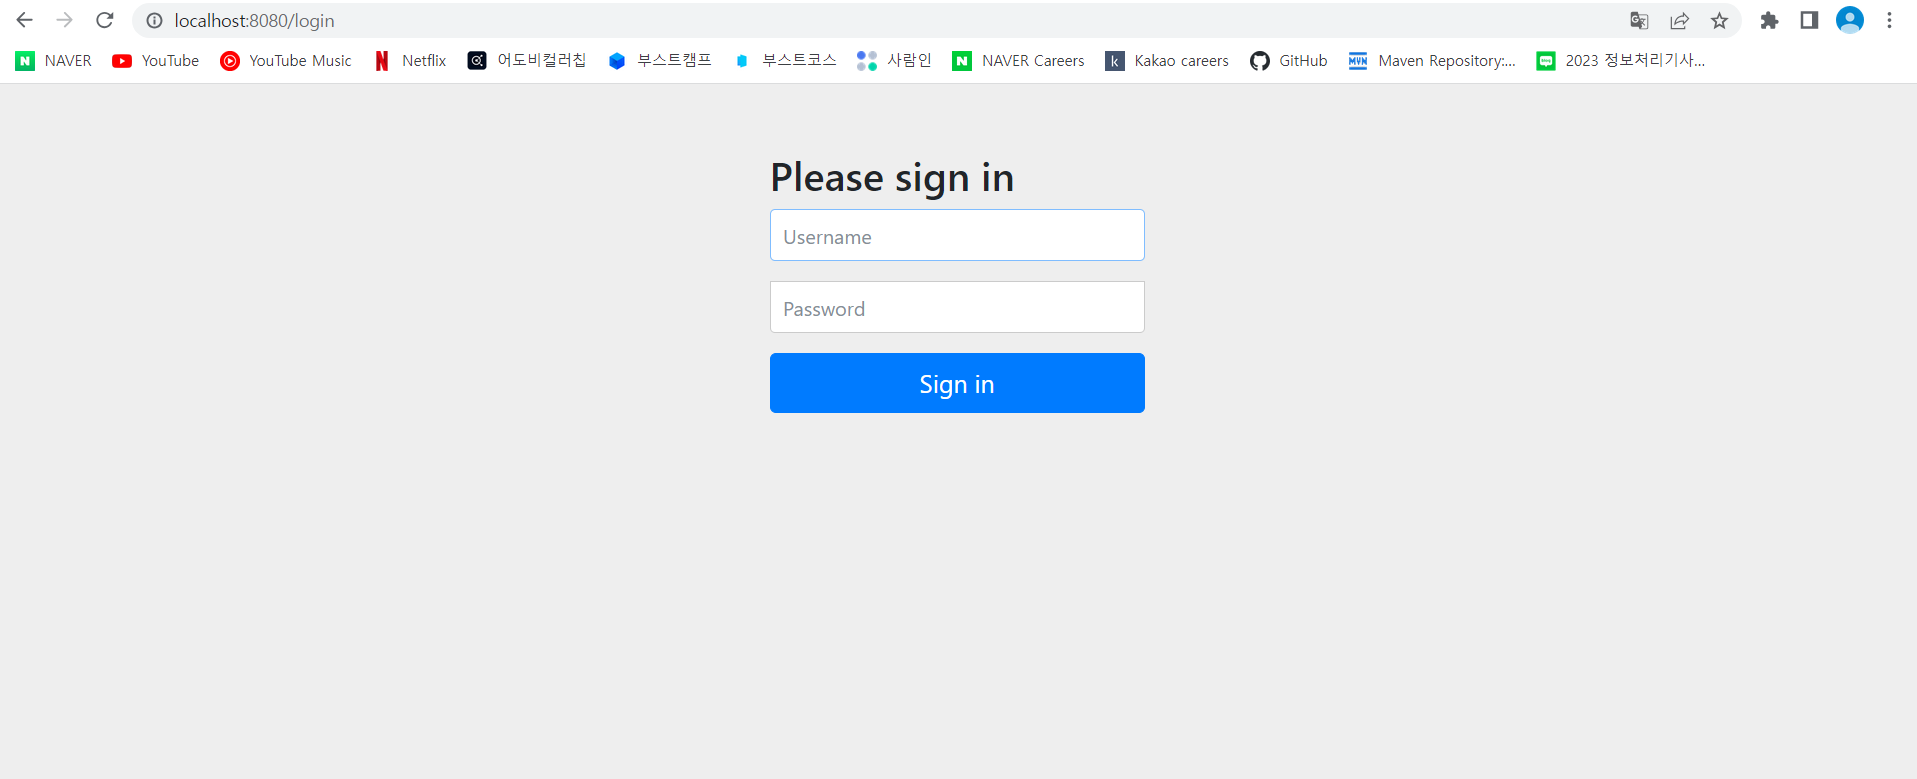 localhost:8080/login
NAVER YouTube YouTube Music Netflix 어도비컬러칩 부스트캠프 부스트코스 사람인 NAVER Careers Kakao careers GitHub Maven Repository:... 2023 정보처리기사...
Please sign in
Username
Password
Sign in